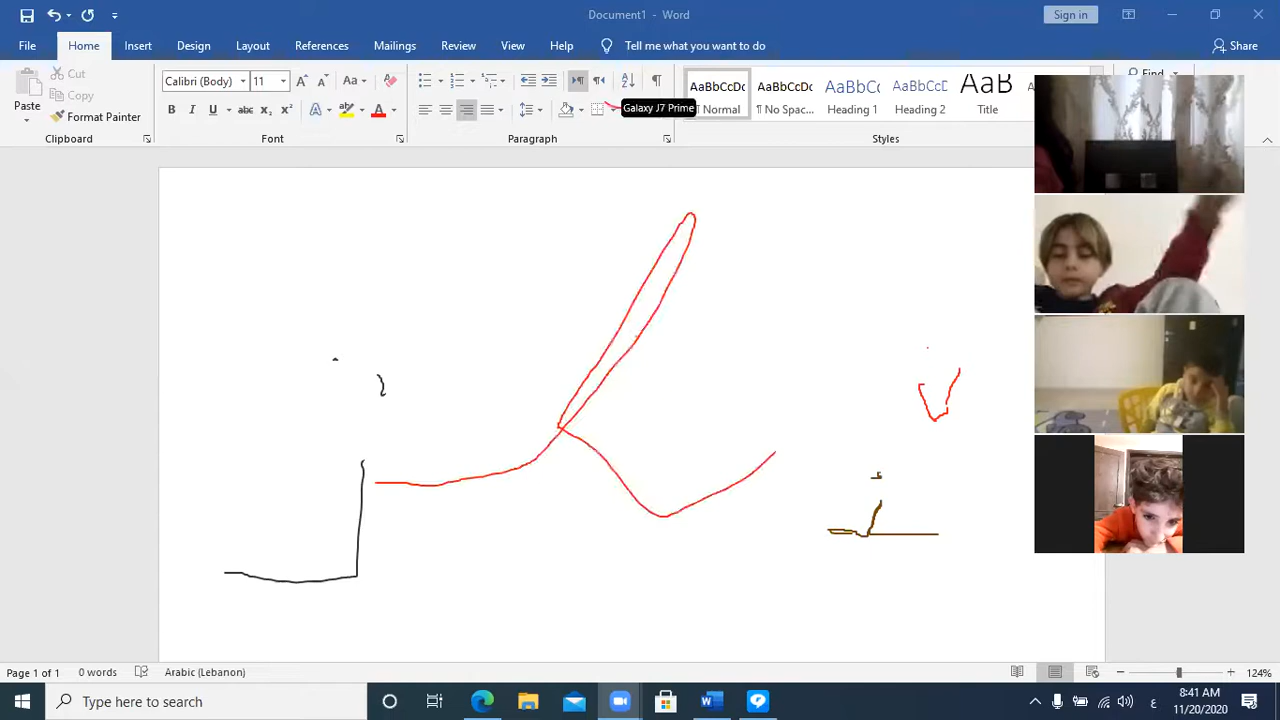 Document1 - Word
Sign in
File Home Insert Design Layout References Mailings Review View Help Tell me what you want to do Share
Paste
Cut
Copy
Format Painter
Calibri (Body) 11
Galaxy J7 Prime
AaBbCcDc AaBbCcDc AaBbCc AaBbCcD AaB
Normal ¶ No Spac... Heading 1 Heading 2 Title
Find
Clipboard Font Paragraph Styles
Page 1 of 1 0 words Arabic (Lebanon) 124%
Type here to search
ع
8:41 AM
11/20/2020